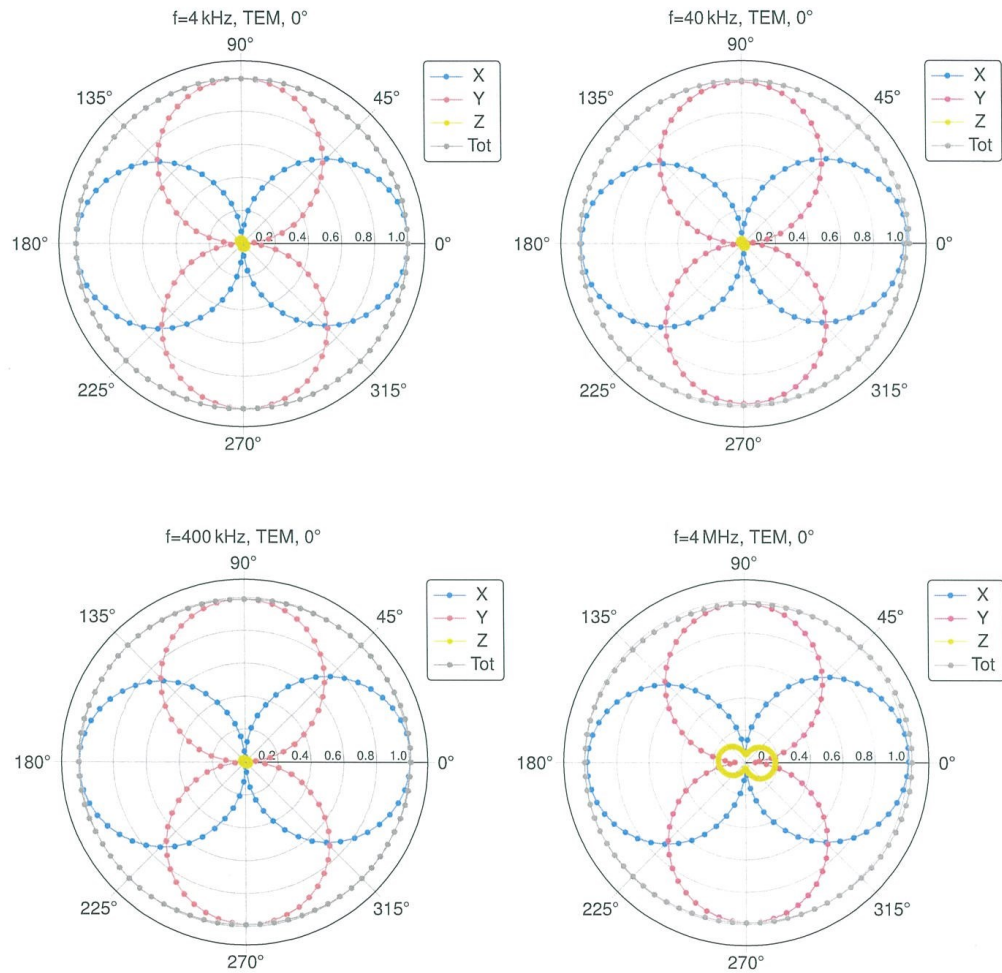 f=4 kHz, TEM, 0°
90°
135°
45°
180°
0.2 0.4 0.6 0.8 1.0
0°
225°
315°
270°
X
Y
Z
Tot
f=40 kHz, TEM, 0°
90°
135°
45°
180°
0.2 0.4 0.6 0.8 1.0
0°
225°
315°
270°
X
Y
Z
Tot
f=400 kHz, TEM, 0°
90°
135°
45°
180°
0.2 0.4 0.6 0.8 1.0
0°
225°
315°
270°
X
Y
Z
Tot
f=4 MHz, TEM, 0°
90°
135°
45°
180°
0.4 0.6 0.8 1.0
0°
225°
315°
270°
X
Y
Z
Tot